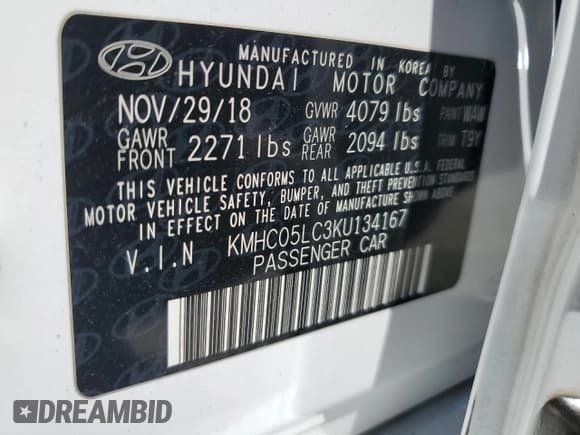 MANUFACTURED IN KOREA BY
HYUNDAI MOTOR COMPANY
NOV/29/18 GVWR 4079 lbs PAINT WAW
GAWR FRONT 2271 lbs GAWR REAR 2094 lbs TRIM T9Y
THIS VEHICLE CONFORMS TO ALL APPLICABLE U.S.A. FEDERAL
MOTOR VEHICLE SAFETY, BUMPER, AND THEFT PREVENTION STANDARDS
IN EFFECT ON THE DATE OF MANUFACTURE SHOWN ABOVE
V.I.N KMHC05LC3KU134167
PASSENGER CAR
DREAMBID